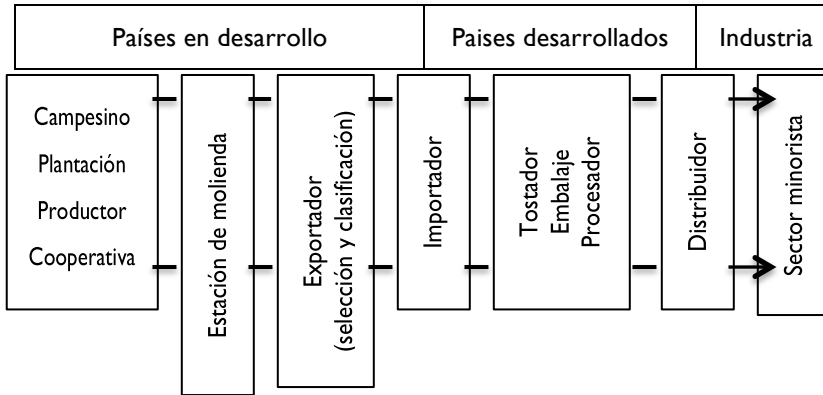 Países en desarrollo
Paises desarrollados
Industria
Campesino
Plantación
Productor
Cooperativa
Estación de molienda
Exportador
(selección y clasificación)
Importador
Tostador
Embalaje
Procesador
Distribuidor
Sector minorista